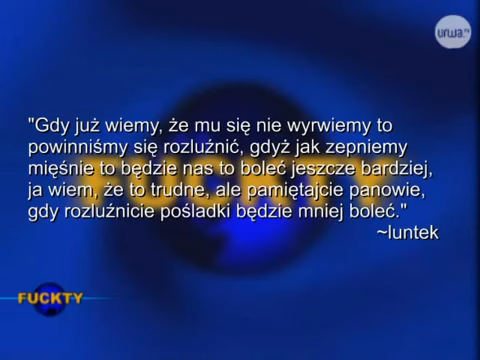 urwa.tv
"Gdy już wiemy, że mu się nie wyrwiemy to
powinniśmy się rozluźnić, gdyż jak zepniemy
mięśnie to będzie nas to boleć jeszcze bardziej,
ja wiem, że to trudne, ale pamiętajcie panowie,
gdy rozluźnicie pośladki będzie mniej boleć."
~luntek
FUCKTY